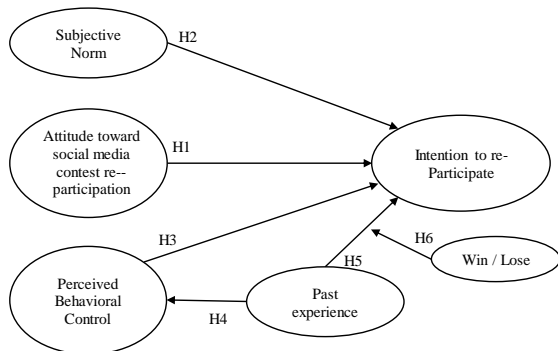 Subjective
Norm
H2
Attitude toward
social media
contest re--
participation
H1
Intention to re-
Participate
H3
H6
Win / Lose
H5
Perceived
Behavioral
Control
H4
Past
experience